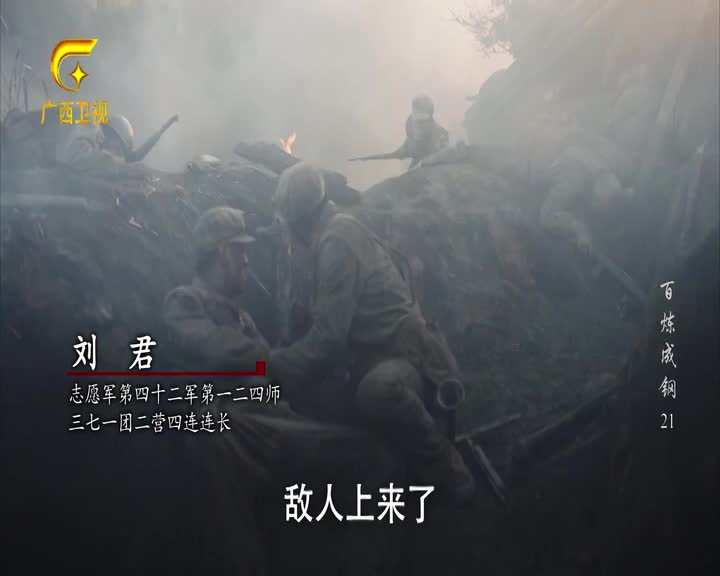 广西卫视
百炼成钢
21
刘 君
志愿军第四十二军第一二四师
三七一团二营四连连长
敌人上来了